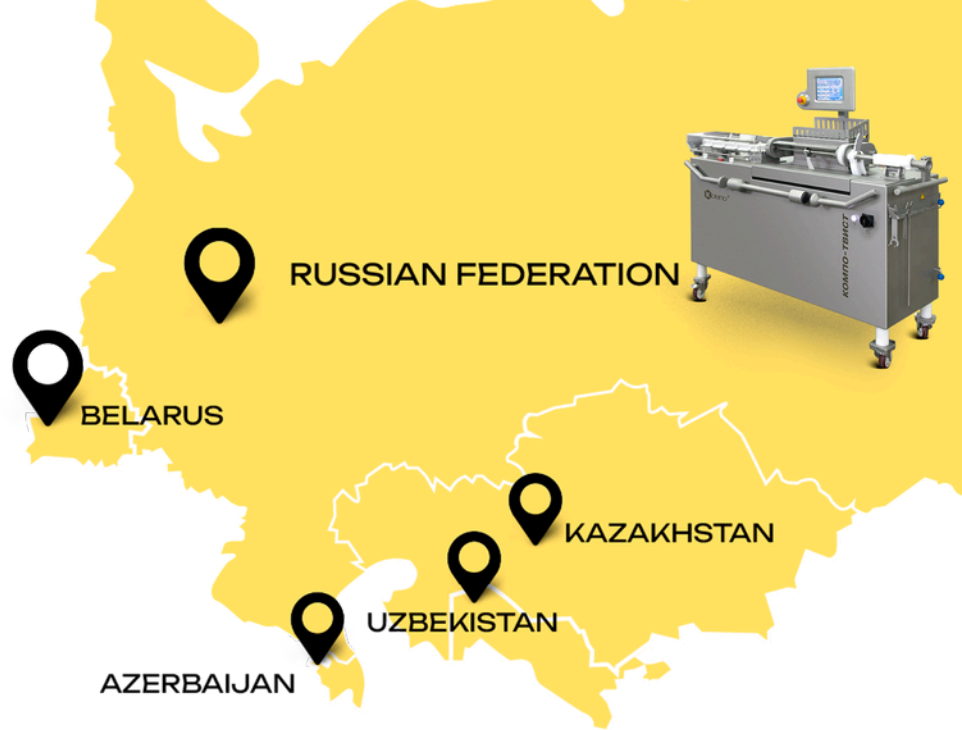 RUSSIAN FEDERATION
КОМПО-ТВИСТ
BELARUS
KAZAKHSTAN
UZBEKISTAN
AZERBAIJAN